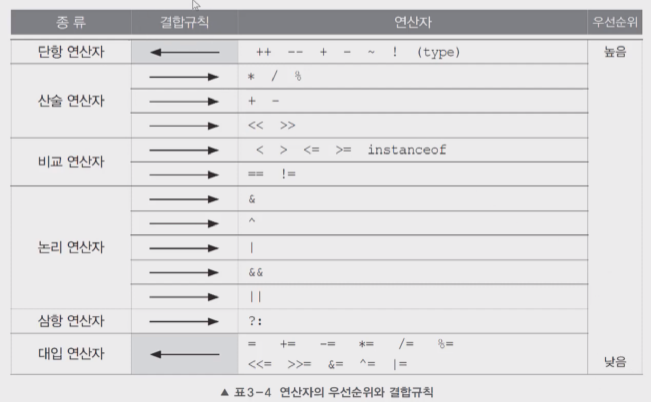 종 류 결합규칙 연산자 우선순위
단항 연산자 ++ -- + - ~ ! (type) 높음
* / %
산술 연산자 + -
<< >>
비교 연산자 < > <= >= instanceof
== !=
&
^
논리 연산자 |
&&
||
삼항 연산자 ?:
대입 연산자 = += -= *= /= %=
<<= >>= &= ^= |= 낮음
▲ 표3-4 연산자의 우선순위와 결합규칙